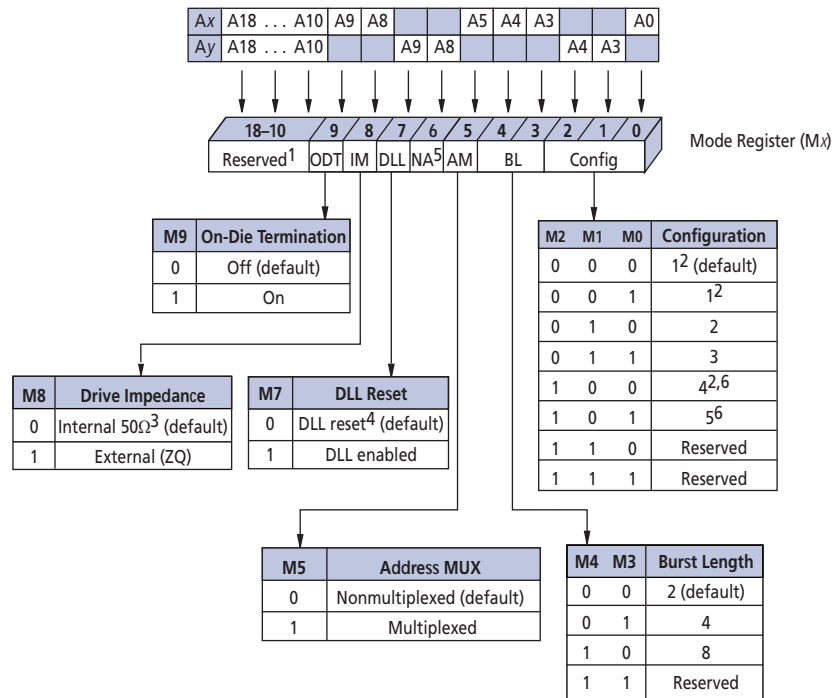 Ax A18 . . . A10 A9 A8 A5 A4 A3 A0
Ay A18 . . . A10 A9 A8 A4 A3
18–10 9 8 7 6 5 4 3 2 1 0
Mode Register (Mx)
Reserved1 ODT IM DLL NA5 AM BL Config
M9 On-Die Termination
0 Off (default)
1 On
M2 M1 M0 Configuration
0 0 0 12 (default)
0 0 1 12
0 1 0 2
0 1 1 3
1 0 0 42,6
1 0 1 56
1 1 0 Reserved
1 1 1 Reserved
M8 Drive Impedance
0 Internal 50Ω3 (default)
1 External (ZQ)
M7 DLL Reset
0 DLL reset4 (default)
1 DLL enabled
M5 Address MUX
0 Nonmultiplexed (default)
1 Multiplexed
M4 M3 Burst Length
0 0 2 (default)
0 1 4
1 0 8
1 1 Reserved